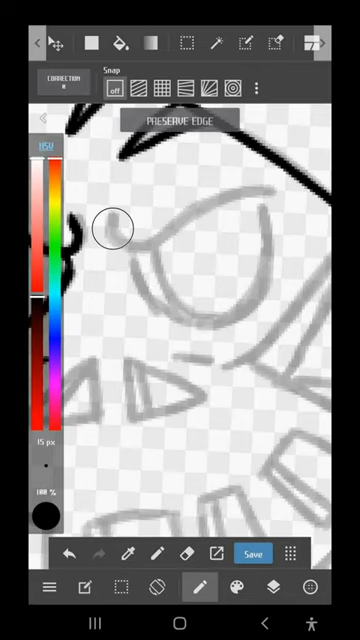 Snap
CORRECTION
off
PRESERVE EDGE
HSV
15 px
100 %
Save